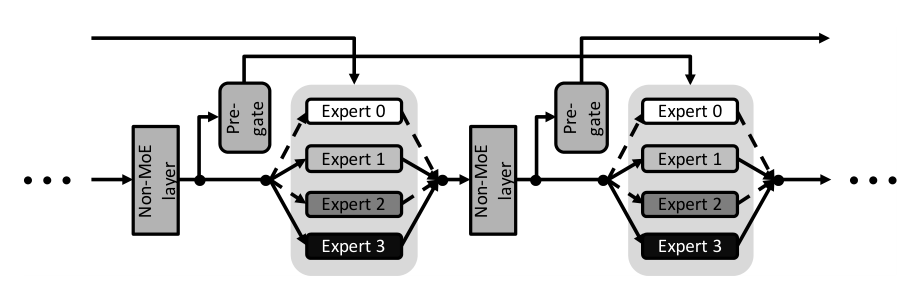 Non-MoE
layer
Pre-
gate
Expert 0
Expert 1
Expert 2
Expert 3
Non-MoE
layer
Pre-
gate
Expert 0
Expert 1
Expert 2
Expert 3